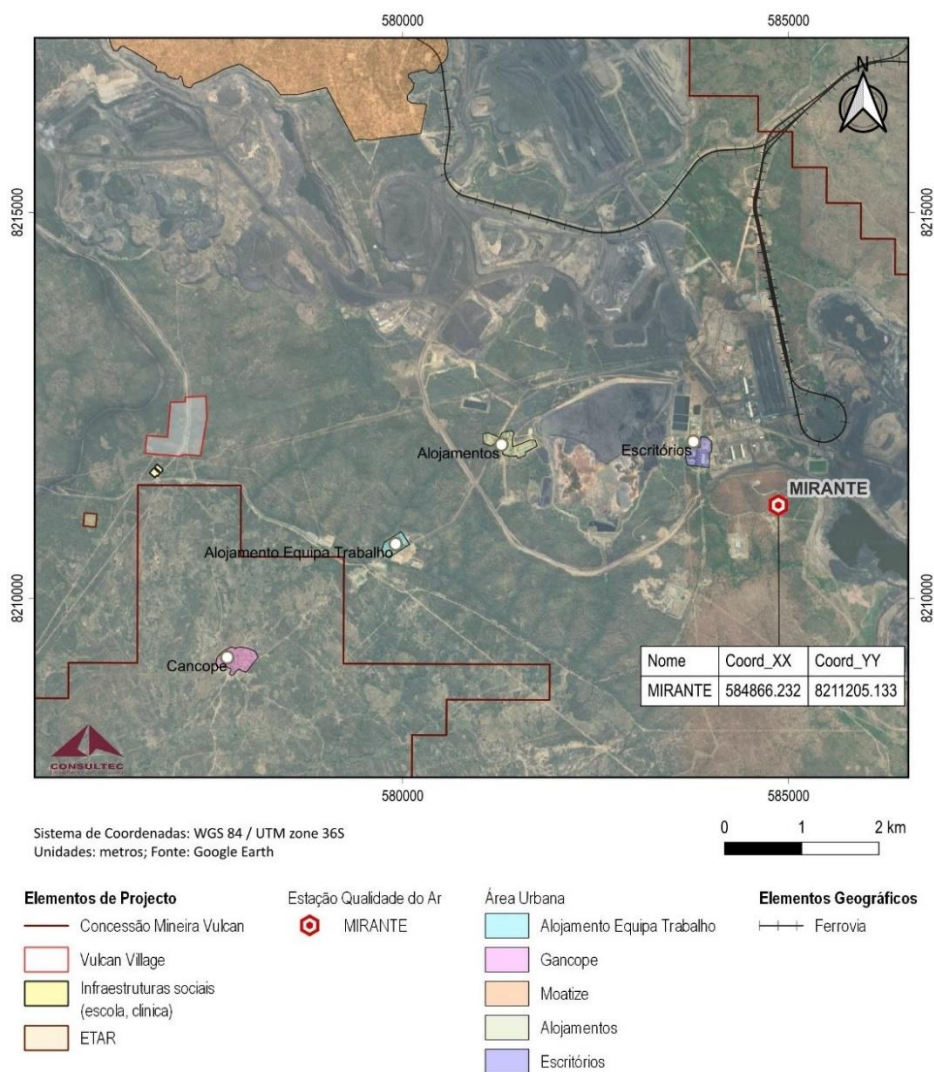 580000
585000
N
8215000
8215000
Alojamentos
Escritórios
MIRANTE
Alojamento Equipa Trabalho
8210000
8210000
Cancope
Nome Coord_XX Coord_YY
MIRANTE 584866.232 8211205.133
CONSULTEC
580000
585000
Sistema de Coordenadas: WGS 84 / UTM zone 36S
Unidades: metros; Fonte: Google Earth
0 1 2 km
Elementos de Projecto
Concessão Mineira Vulcan
Vulcan Village
Infraestruturas sociais
(escola, clínica)
ETAR
Estação Qualidade do Ar
MIRANTE
Área Urbana
Alojamento Equipa Trabalho
Gancope
Moatize
Alojamentos
Escritórios
Elementos Geográficos
Ferrovia